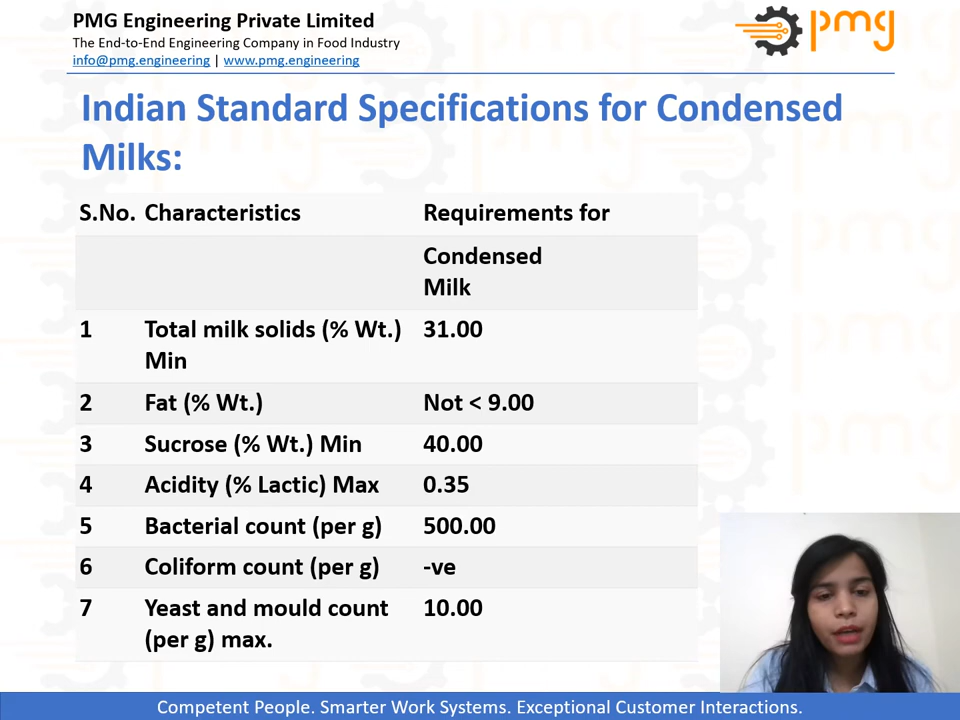 PMG Engineering Private Limited
The End-to-End Engineering Company in Food Industry
info@pmg.engineering | www.pmg.engineering
pmg
Indian Standard Specifications for Condensed
Milks:
S.No. Characteristics Requirements for
Condensed
Milk
1 Total milk solids (% Wt.) 31.00
Min
2 Fat (% Wt.) Not < 9.00
3 Sucrose (% Wt.) Min 40.00
4 Acidity (% Lactic) Max 0.35
5 Bacterial count (per g) 500.00
6 Coliform count (per g) -ve
7 Yeast and mould count 10.00
(per g) max.
Competent People. Smarter Work Systems. Exceptional Customer Interactions.